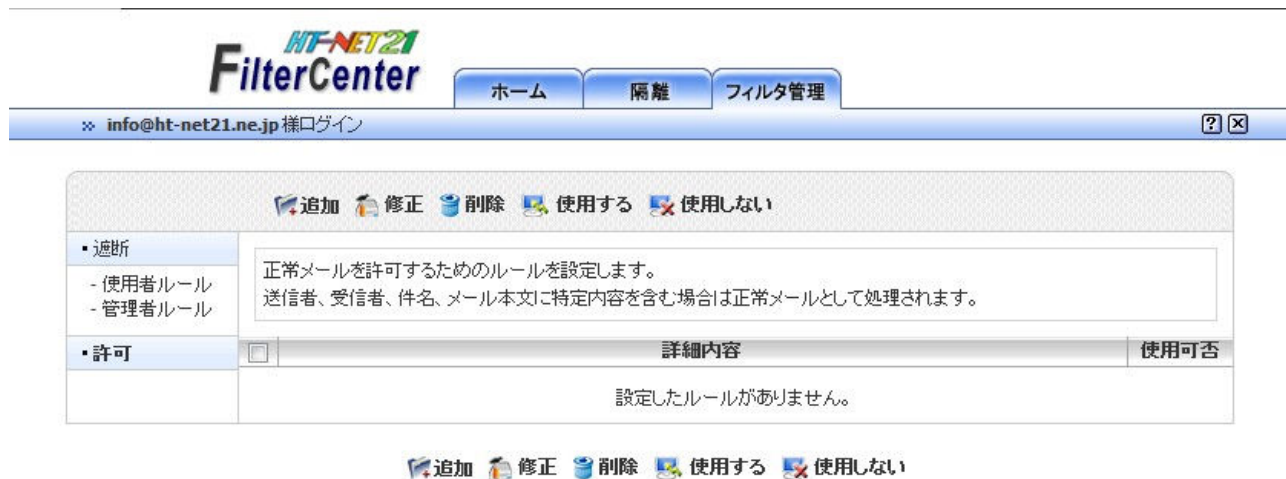 HT-NET21
FilterCenter
ホーム 隔離 フィルタ管理
» info@ht-net21.ne.jp 様ログイン
追加 修正 削除 使用する 使用しない
▪遮断
- 使用者ルール
- 管理者ルール
正常メールを許可するためのルールを設定します。
送信者、受信者、件名、メール本文に特定内容を含む場合は正常メールとして処理されます。
▪許可
詳細内容 使用可否
設定したルールがありません。
追加 修正 削除 使用する 使用しない